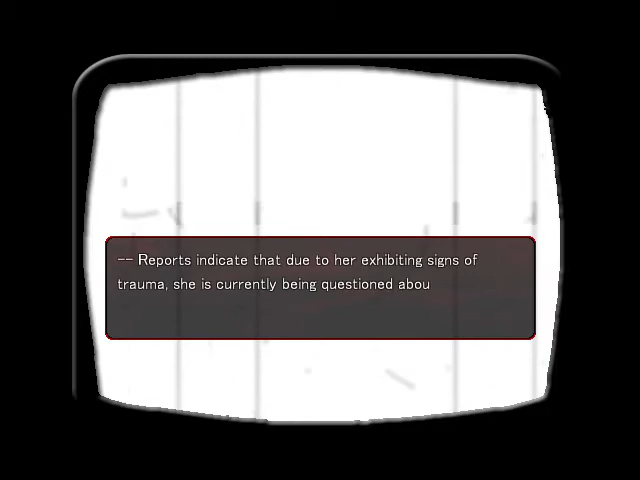 -- Reports indicate that due to her exhibiting signs of
trauma, she is currently being questioned abou